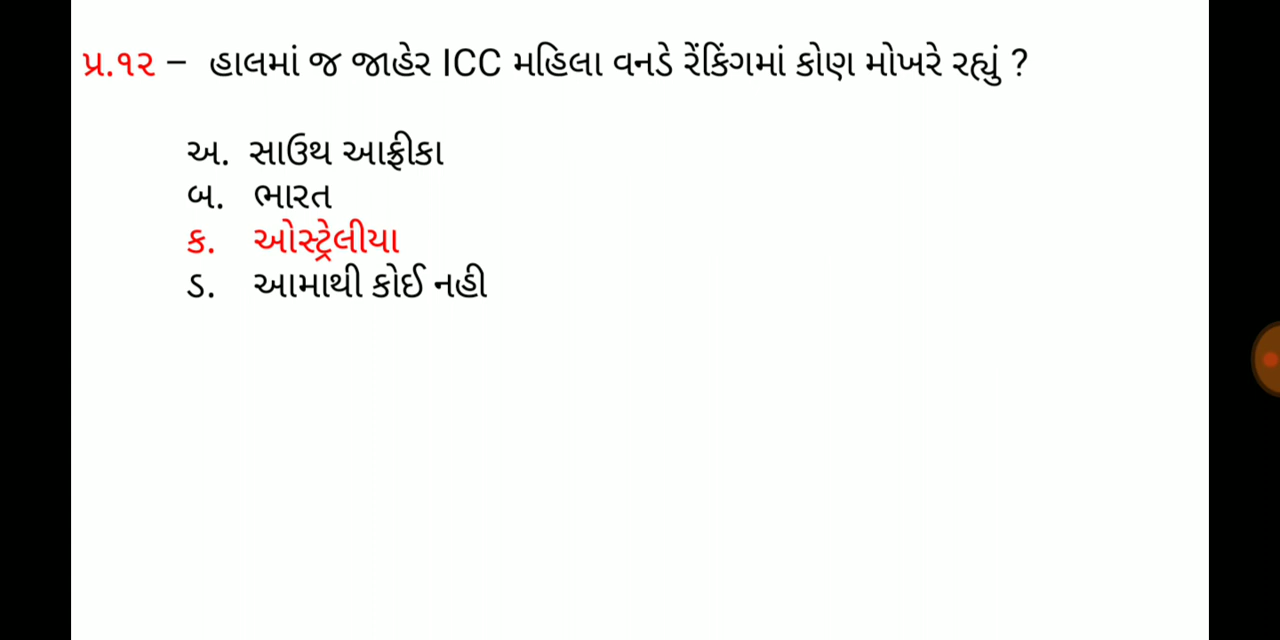 પ્ર.૧૨ – હાલમાં જ જાહેર ICC મહિલા વનડે રેંકિંગમાં કોણ મોખરે રહ્યું ?
અ. સાઉથ આફ્રીકા
બ. ભારત
ક. ઓસ્ટ્રેલીયા
ડ. આમાથી કોઈ નહી